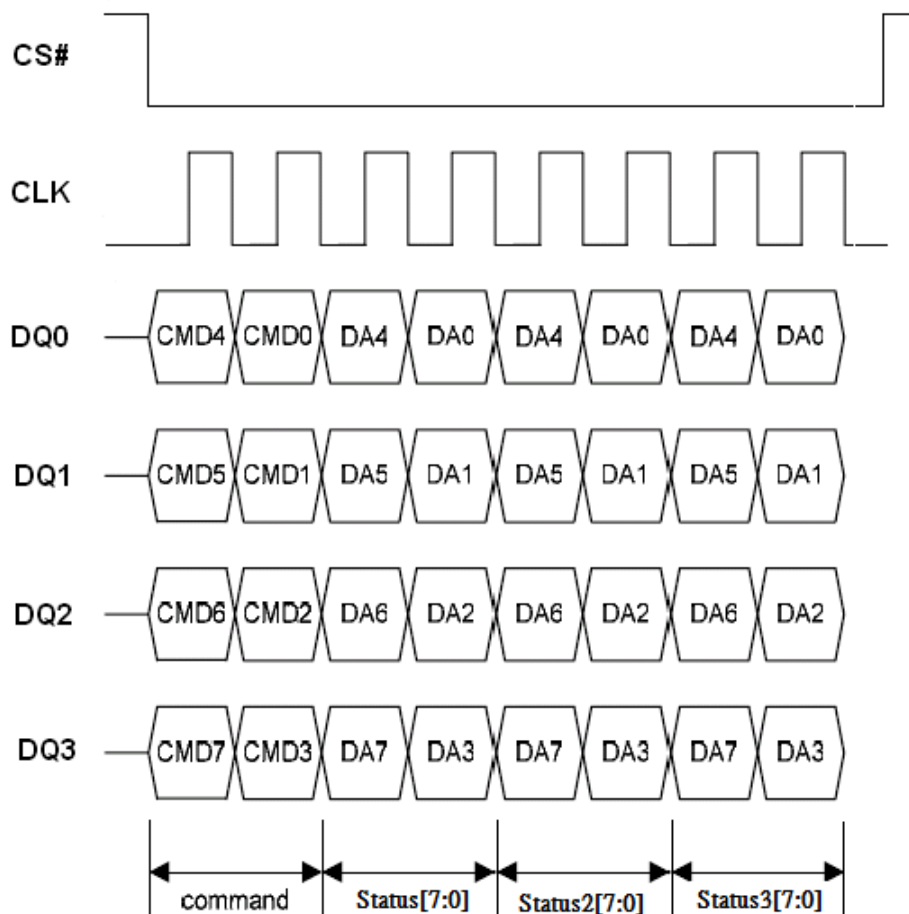 CS#
CLK
DQ0 CMD4 CMD0 DA4 DA0 DA4 DA0 DA4 DA0
DQ1 CMD5 CMD1 DA5 DA1 DA5 DA1 DA5 DA1
DQ2 CMD6 CMD2 DA6 DA2 DA6 DA2 DA6 DA2
DQ3 CMD7 CMD3 DA7 DA3 DA7 DA3 DA7 DA3
command Status[7:0] Status2[7:0] Status3[7:0]